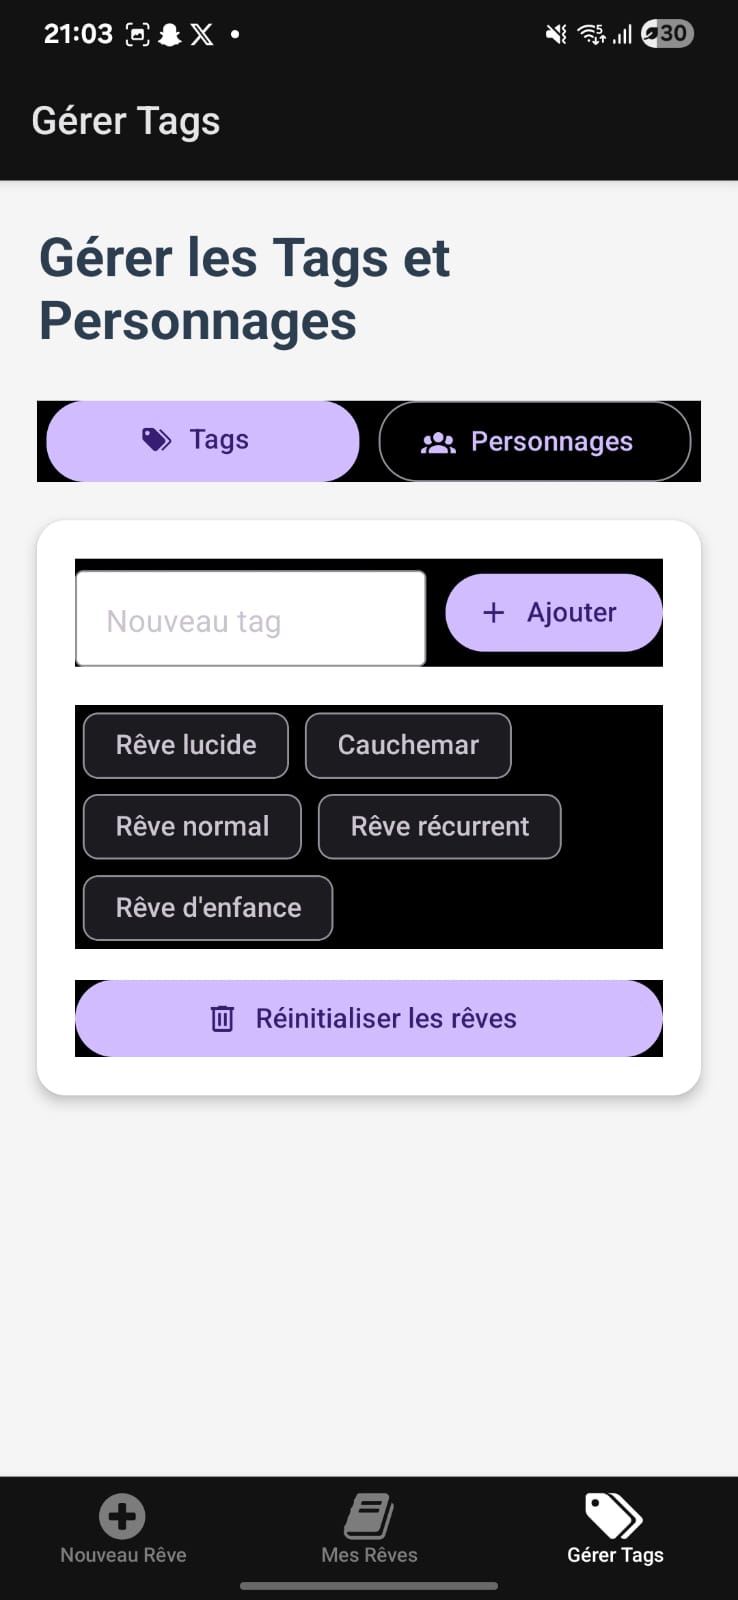 21:03
30
Gérer Tags
Gérer les Tags et
Personnages
Tags
Personnages
Nouveau tag
Ajouter
Rêve lucide
Cauchemar
Rêve normal
Rêve récurrent
Rêve d'enfance
Réinitialiser les rêves
Nouveau Rêve
Mes Rêves
Gérer Tags